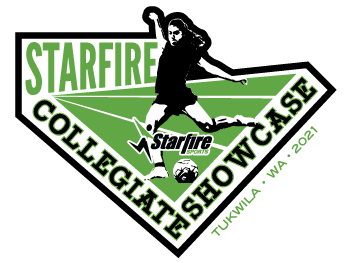 STARFIRE
COLLEGIATE
SHOWCASE
Starfire
SPORTS
TUKWILA • WA • 2021